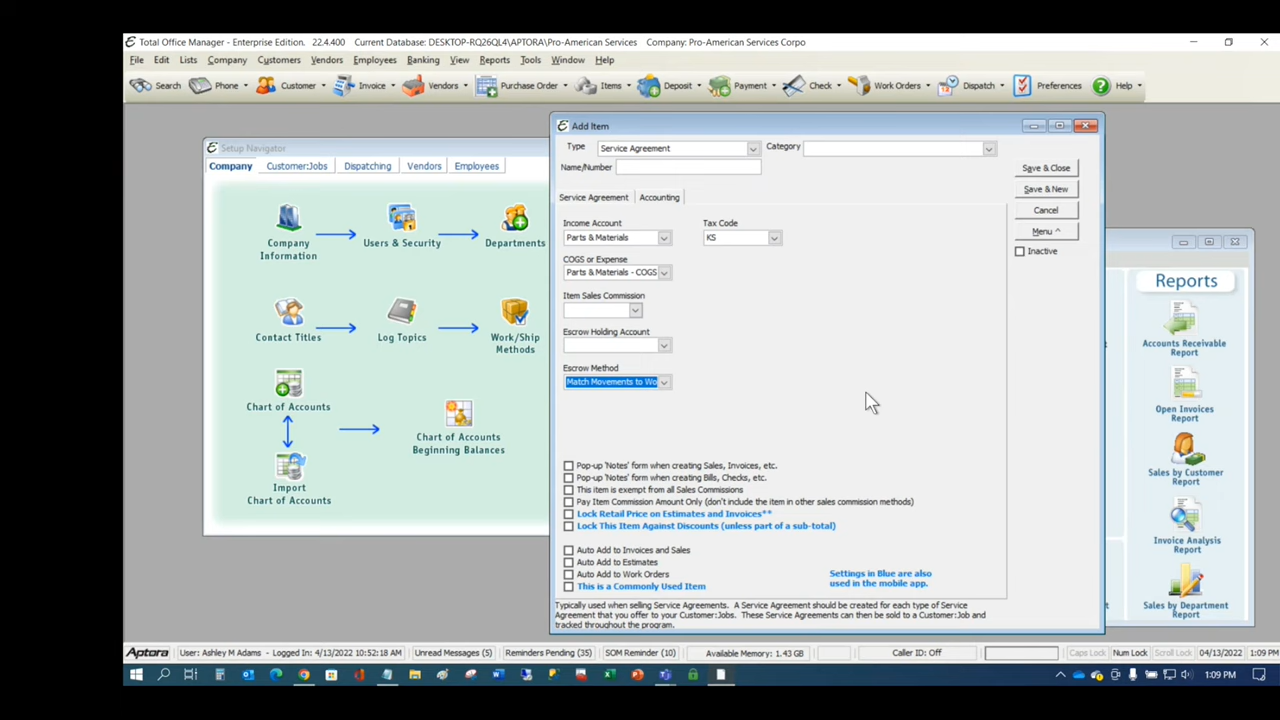 Total Office Manager - Enterprise Edition. 22.4.400 Current Database: DESKTOP-RQ26QL4\APTORA\Pro-American Services Company: Pro-American Services Corpo
File Edit Lists Company Customers Vendors Employees Banking View Reports Tools Window Help
Search Phone Customer Invoice Vendors Purchase Order Items Deposit Payment Check Work Orders Dispatch Preferences Help
Setup Navigator
Company Customer:Jobs Dispatching Vendors Employees
Company
Information
Users & Security
Departments
Contact Titles
Log Topics
Work/Ship
Methods
Chart of Accounts
Chart of Accounts
Beginning Balances
Import
Chart of Accounts
Add Item
Type Service Agreement Category
Name/Number
Save & Close
Save & New
Cancel
Menu ^
Inactive
Service Agreement Accounting
Income Account Tax Code
Parts & Materials KS
COGS or Expense
Parts & Materials - COGS
Item Sales Commission
Escrow Holding Account
Escrow Method
Match Movements to Wo
Pop-up 'Notes' form when creating Sales, Invoices, etc.
Pop-up 'Notes' form when creating Bills, Checks, etc.
This item is exempt from all Sales Commissions
Pay Item Commission Amount Only (don't include the item in other sales commission methods)
Lock Retail Price on Estimates and Invoices**
Lock This Item Against Discounts (unless part of a sub-total)
Auto Add to Invoices and Sales
Auto Add to Estimates
Auto Add to Work Orders
This is a Commonly Used Item
Settings in Blue are also
used in the mobile app.
Typically used when selling Service Agreements. A Service Agreement should be created for each type of Service
Agreement that you offer to your Customer:Jobs. These Service Agreements can then be sold to a Customer:Job and
tracked throughout the program.
Reports
Accounts Receivable
Report
Open Invoices
Report
Sales by Customer
Report
Invoice Analysis
Report
Sales by Department
Report
Aptora User: Ashley M Adams - Logged In: 4/13/2022 10:52:18 AM Unread Messages (5) Reminders Pending (35) SOM Reminder (10) Available Memory: 1.43 GB Caller ID: Off Caps Lock Num Lock Scroll Lock 04/13/2022 1:09 PM
1:09 PM